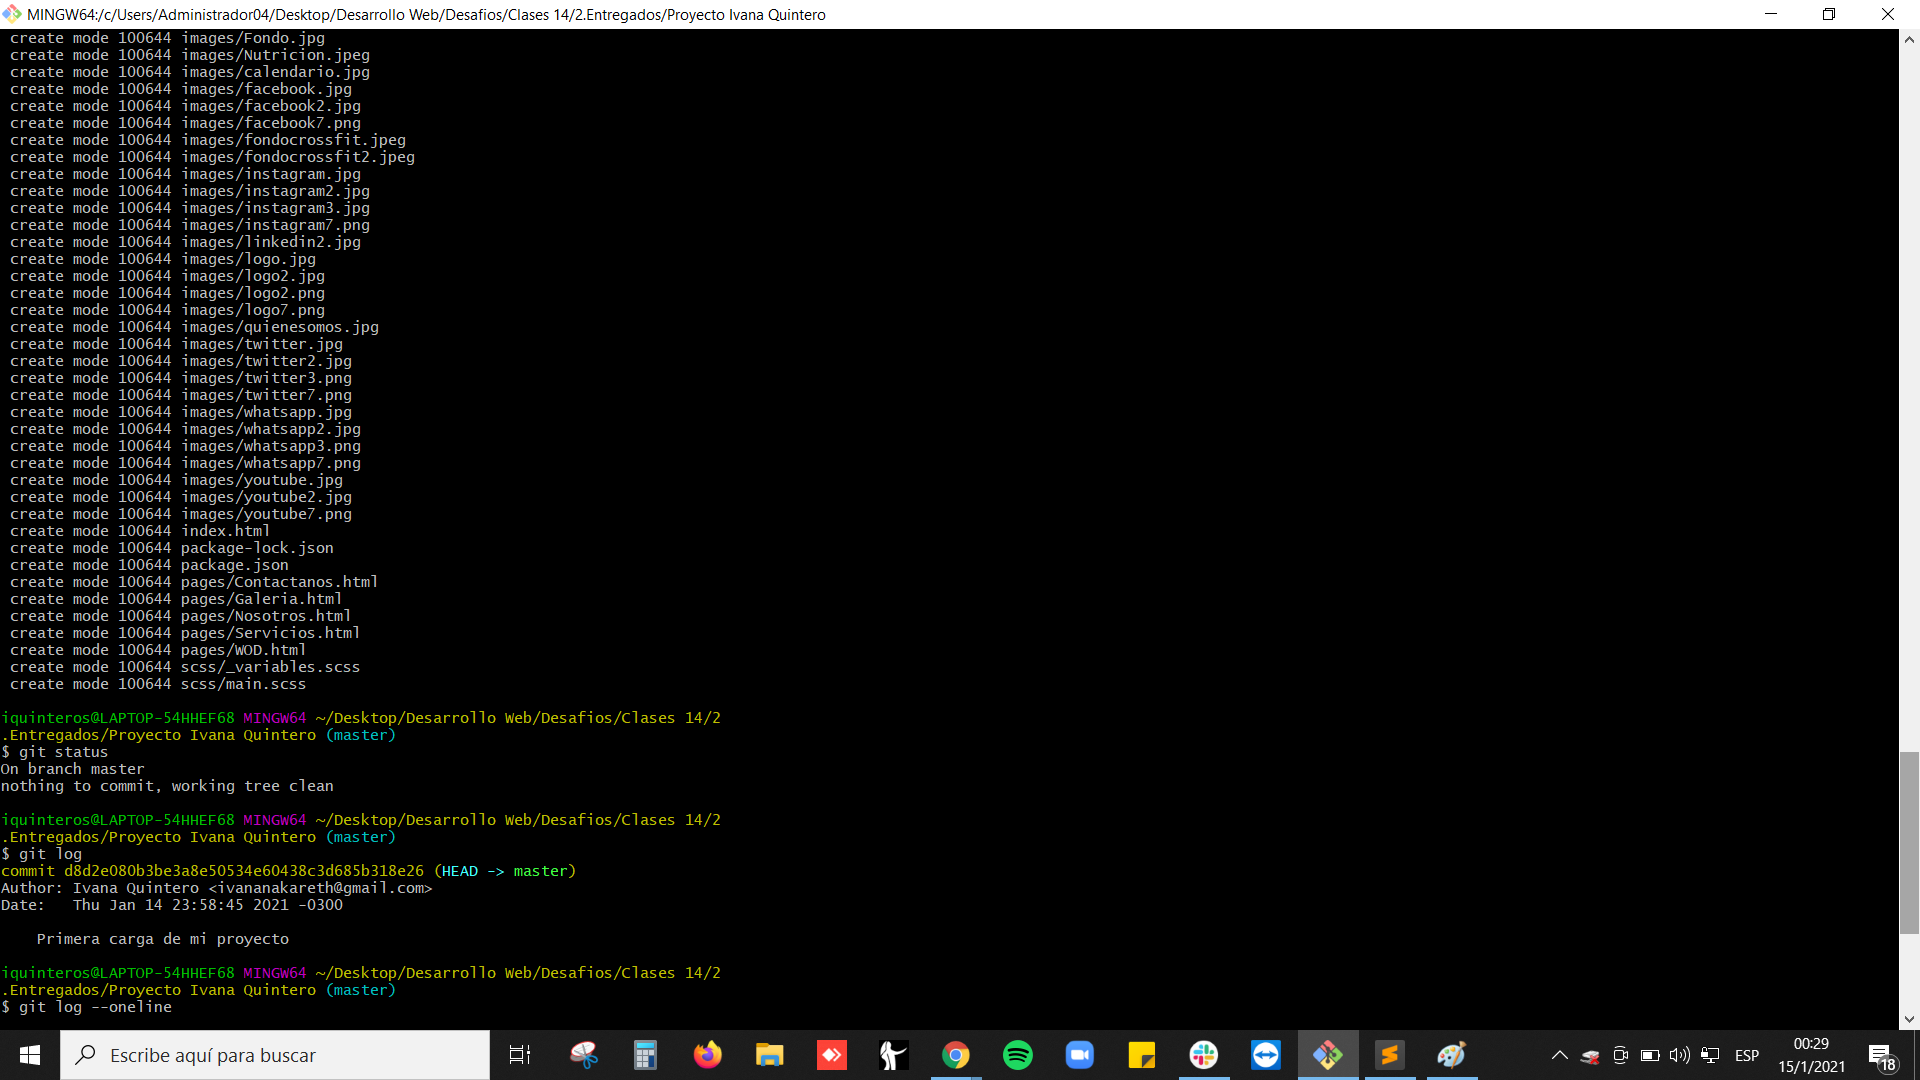 MINGW64:/c/Users/Administrador04/Desktop/Desarrollo Web/Desafios/Clases 14/2.Entregados/Proyecto Ivana Quintero
create mode 100644 images/Fondo.jpg
create mode 100644 images/Nutricion.jpeg
create mode 100644 images/calendario.jpg
create mode 100644 images/facebook.jpg
create mode 100644 images/facebook2.jpg
create mode 100644 images/facebook7.png
create mode 100644 images/fondocrossfit.jpeg
create mode 100644 images/fondocrossfit2.jpeg
create mode 100644 images/instagram.jpg
create mode 100644 images/instagram2.jpg
create mode 100644 images/instagram3.jpg
create mode 100644 images/instagram7.png
create mode 100644 images/linkedin2.jpg
create mode 100644 images/logo.jpg
create mode 100644 images/logo2.jpg
create mode 100644 images/logo2.png
create mode 100644 images/logo7.png
create mode 100644 images/quienesomos.jpg
create mode 100644 images/twitter.jpg
create mode 100644 images/twitter2.jpg
create mode 100644 images/twitter3.png
create mode 100644 images/twitter7.png
create mode 100644 images/whatsapp.jpg
create mode 100644 images/whatsapp2.jpg
create mode 100644 images/whatsapp3.png
create mode 100644 images/whatsapp7.png
create mode 100644 images/youtube.jpg
create mode 100644 images/youtube2.jpg
create mode 100644 images/youtube7.png
create mode 100644 index.html
create mode 100644 package-lock.json
create mode 100644 package.json
create mode 100644 pages/Contactanos.html
create mode 100644 pages/Galeria.html
create mode 100644 pages/Nosotros.html
create mode 100644 pages/Servicios.html
create mode 100644 pages/WOD.html
create mode 100644 scss/_variables.scss
create mode 100644 scss/main.scss
iquinteros@LAPTOP-54HHEF68 MINGW64 ~/Desktop/Desarrollo Web/Desafios/Clases 14/2
.Entregados/Proyecto Ivana Quintero (master)
$ git status
On branch master
nothing to commit, working tree clean
iquinteros@LAPTOP-54HHEF68 MINGW64 ~/Desktop/Desarrollo Web/Desafios/Clases 14/2
.Entregados/Proyecto Ivana Quintero (master)
$ git log
commit d8d2e080b3be3a8e50534e60438c3d685b318e26 (HEAD -> master)
Author: Ivana Quintero <ivananakareth@gmail.com>
Date:   Thu Jan 14 23:58:45 2021 -0300
Primera carga de mi proyecto
iquinteros@LAPTOP-54HHEF68 MINGW64 ~/Desktop/Desarrollo Web/Desafios/Clases 14/2
.Entregados/Proyecto Ivana Quintero (master)
$ git log --oneline
Escribe aquí para buscar
ESP
00:29
15/1/2021
18